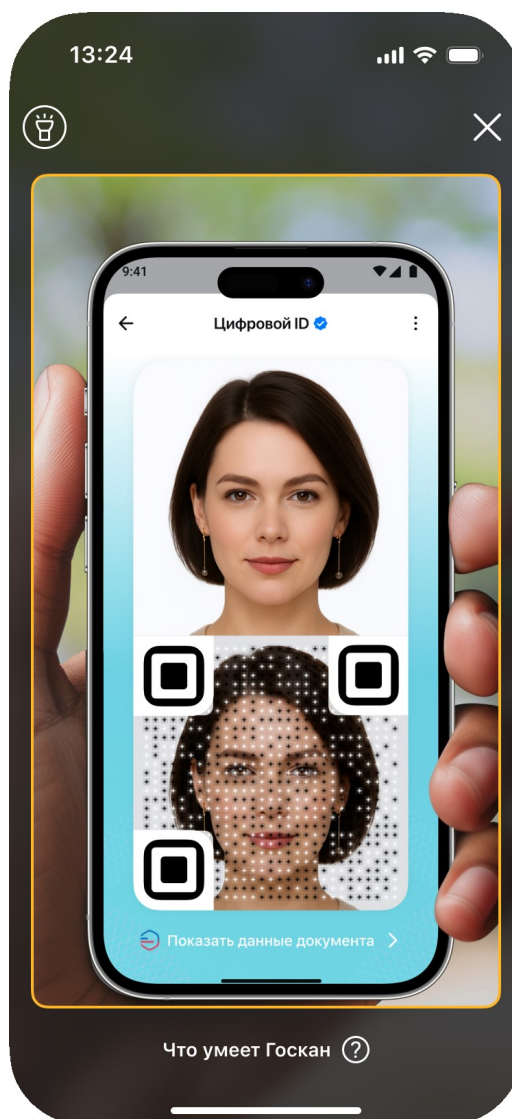 13:24
9:41
Цифровой ID
Показать данные документа
Что умеет Госкан
?